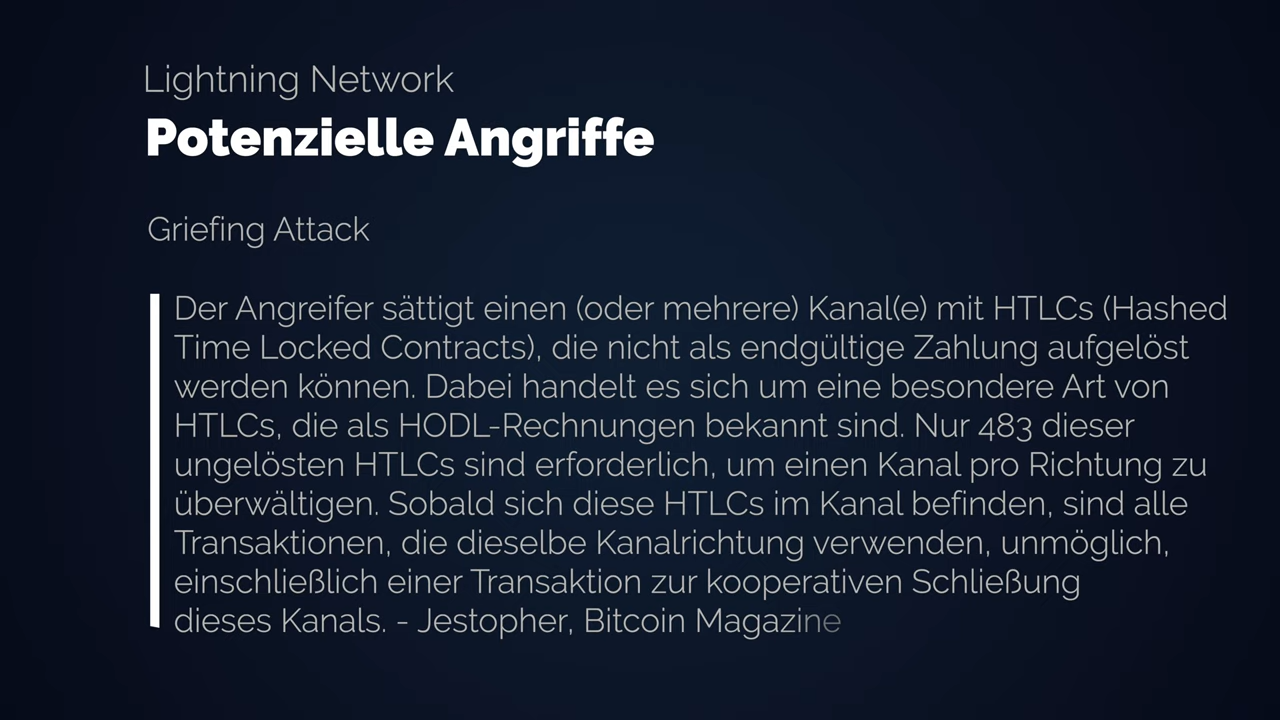 Lightning Network
Potenzielle Angriffe
Griefing Attack
Der Angreifer sättigt einen (oder mehrere) Kanal(e) mit HTLCs (Hashed
Time Locked Contracts), die nicht als endgültige Zahlung aufgelöst
werden können. Dabei handelt es sich um eine besondere Art von
HTLCs, die als HODL-Rechnungen bekannt sind. Nur 483 dieser
ungelösten HTLCs sind erforderlich, um einen Kanal pro Richtung zu
überwältigen. Sobald sich diese HTLCs im Kanal befinden, sind alle
Transaktionen, die dieselbe Kanalrichtung verwenden, unmöglich,
einschließlich einer Transaktion zur kooperativen Schließung
dieses Kanals. - Jestopher, Bitcoin Magazine